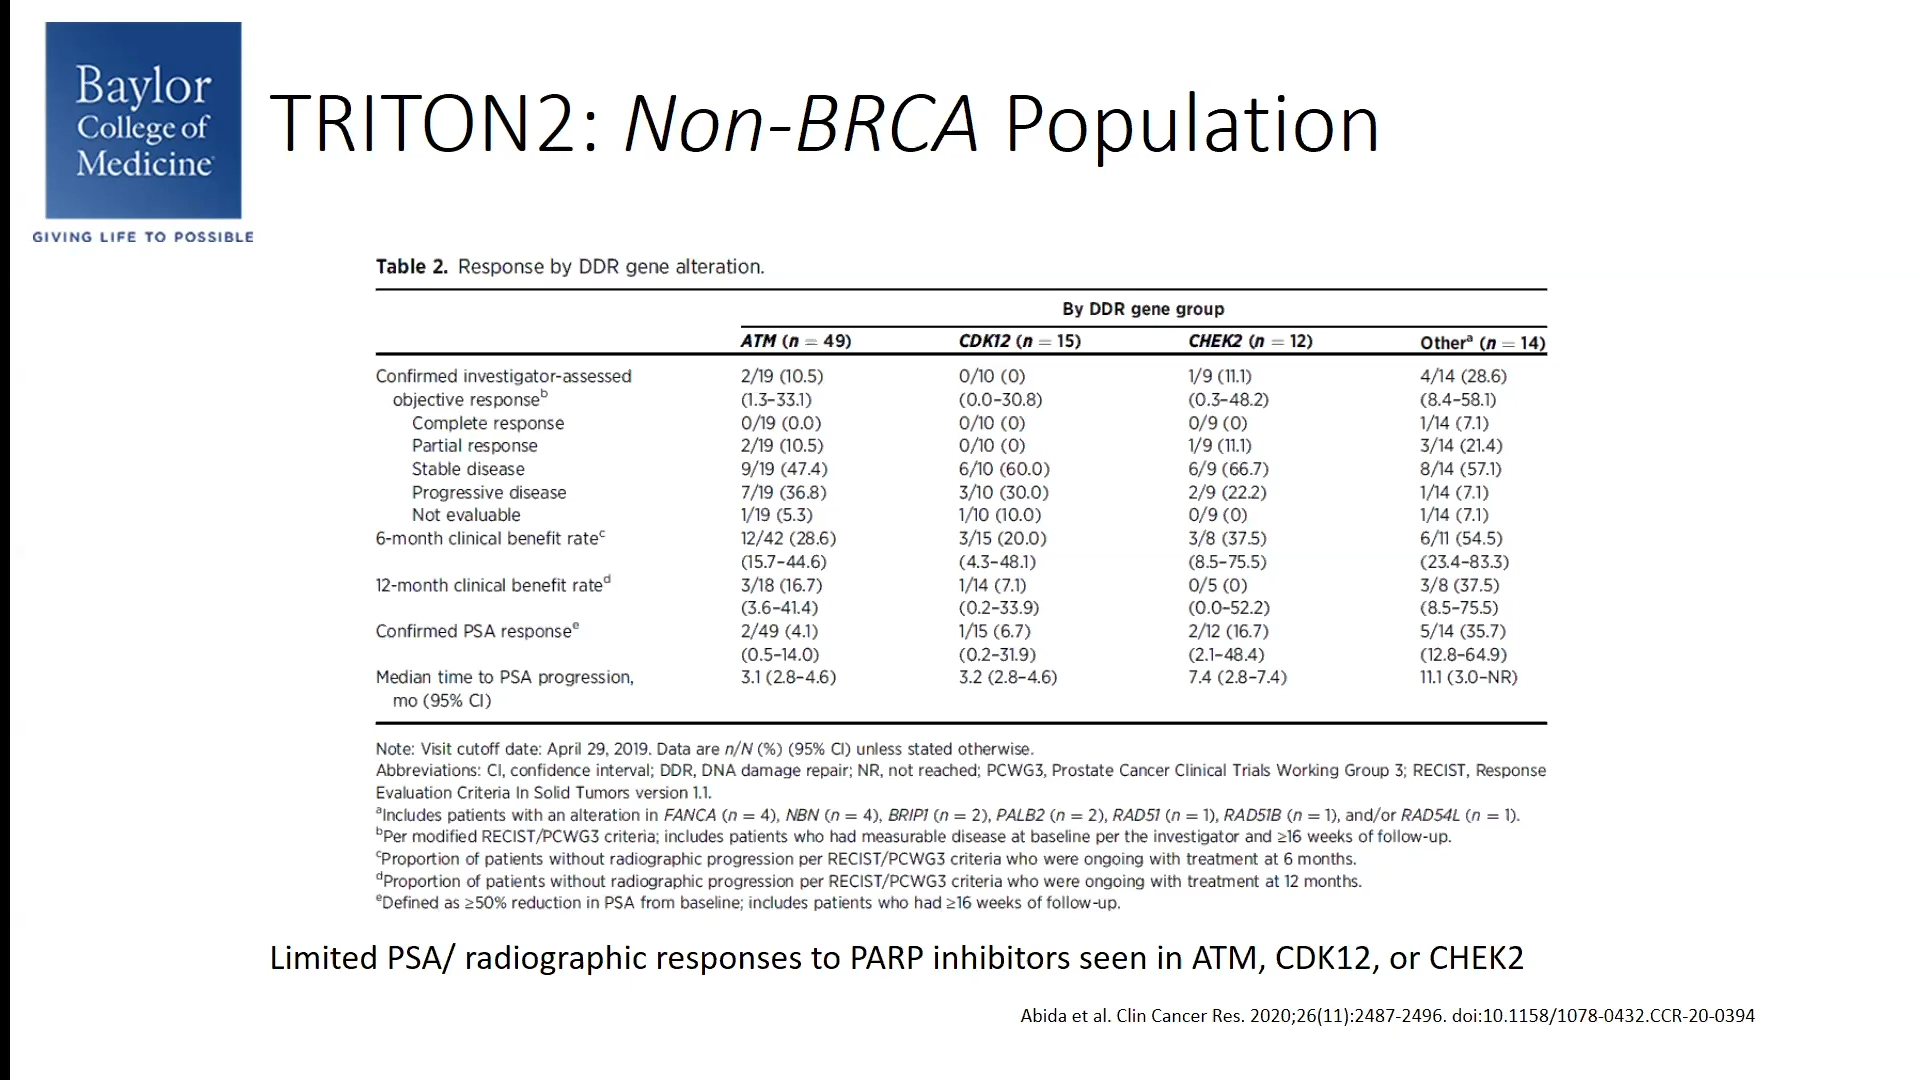 Baylor
College of
Medicine
GIVING LIFE TO POSSIBLE
TRITON2: Non-BRCA Population
Table 2. Response by DDR gene alteration.
By DDR gene group
ATM (n = 49) CDK12 (n = 15) CHEK2 (n = 12) Otherᵃ (n = 14)
Confirmed investigator-assessed 2/19 (10.5) 0/10 (0) 1/9 (11.1) 4/14 (28.6)
objective responseᵇ (1.3–33.1) (0.0–30.8) (0.3–48.2) (8.4–58.1)
Complete response 0/19 (0.0) 0/10 (0) 0/9 (0) 1/14 (7.1)
Partial response 2/19 (10.5) 0/10 (0) 1/9 (11.1) 3/14 (21.4)
Stable disease 9/19 (47.4) 6/10 (60.0) 6/9 (66.7) 8/14 (57.1)
Progressive disease 7/19 (36.8) 3/10 (30.0) 2/9 (22.2) 1/14 (7.1)
Not evaluable 1/19 (5.3) 1/10 (10.0) 0/9 (0) 1/14 (7.1)
6-month clinical benefit rateᶜ 12/42 (28.6) 3/15 (20.0) 3/8 (37.5) 6/11 (54.5)
(15.7–44.6) (4.3–48.1) (8.5–75.5) (23.4–83.3)
12-month clinical benefit rateᵈ 3/18 (16.7) 1/14 (7.1) 0/5 (0) 3/8 (37.5)
(3.6–41.4) (0.2–33.9) (0.0–52.2) (8.5–75.5)
Confirmed PSA responseᵉ 2/49 (4.1) 1/15 (6.7) 2/12 (16.7) 5/14 (35.7)
(0.5–14.0) (0.2–31.9) (2.1–48.4) (12.8–64.9)
Median time to PSA progression, 3.1 (2.8–4.6) 3.2 (2.8–4.6) 7.4 (2.8–7.4) 11.1 (3.0–NR)
mo (95% CI)
Note: Visit cutoff date: April 29, 2019. Data are n/N (%) (95% CI) unless stated otherwise.
Abbreviations: CI, confidence interval; DDR, DNA damage repair; NR, not reached; PCWG3, Prostate Cancer Clinical Trials Working Group 3; RECIST, Response
Evaluation Criteria In Solid Tumors version 1.1.
ᵃIncludes patients with an alteration in FANCA (n = 4), NBN (n = 4), BRIP1 (n = 2), PALB2 (n = 2), RAD51 (n = 1), RAD51B (n = 1), and/or RAD54L (n = 1).
ᵇPer modified RECIST/PCWG3 criteria; includes patients who had measurable disease at baseline per the investigator and ≥16 weeks of follow-up.
ᶜProportion of patients without radiographic progression per RECIST/PCWG3 criteria who were ongoing with treatment at 6 months.
ᵈProportion of patients without radiographic progression per RECIST/PCWG3 criteria who were ongoing with treatment at 12 months.
ᵉDefined as ≥50% reduction in PSA from baseline; includes patients who had ≥16 weeks of follow-up.
Limited PSA/ radiographic responses to PARP inhibitors seen in ATM, CDK12, or CHEK2
Abida et al. Clin Cancer Res. 2020;26(11):2487-2496. doi:10.1158/1078-0432.CCR-20-0394